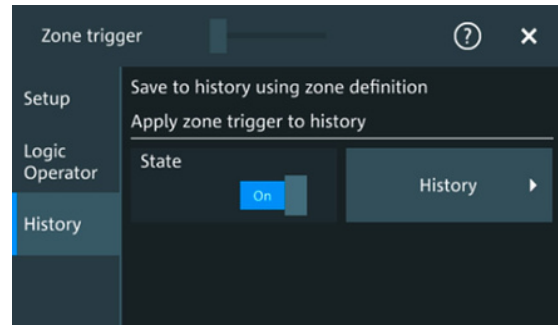 Zone trigger
?
Setup
Logic
Operator
History
Save to history using zone definition
Apply zone trigger to history
State
On
History